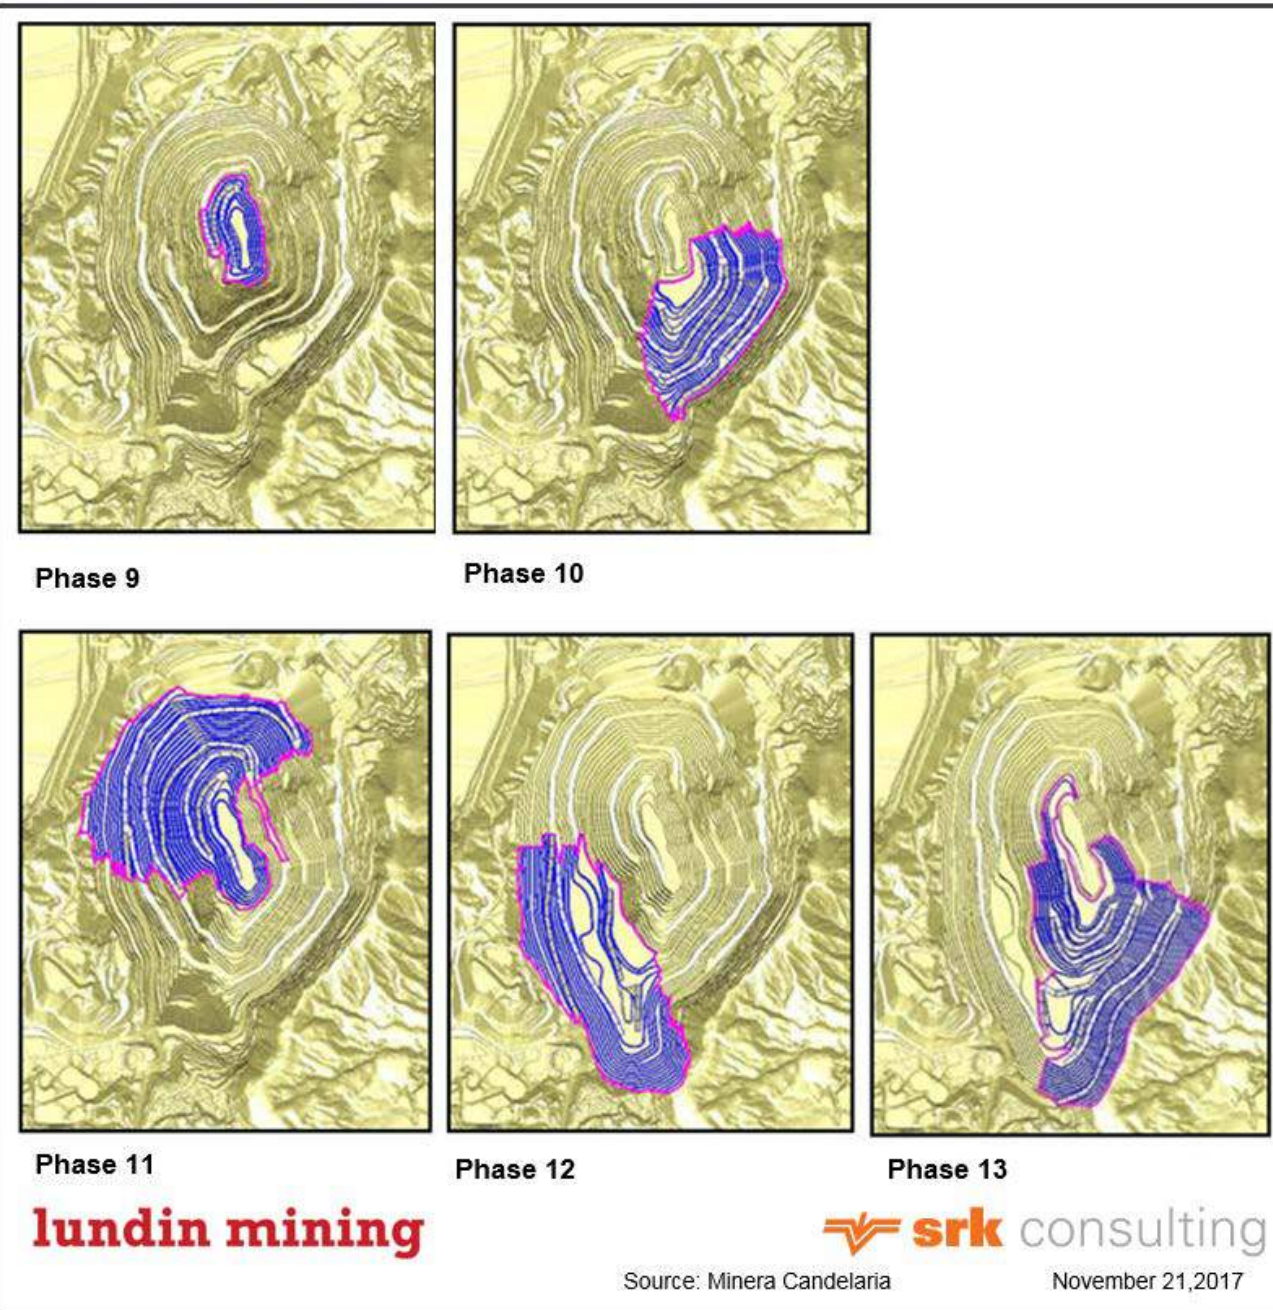 Phase 9
Phase 10
Phase 11
Phase 12
Phase 13
lundin mining
srk consulting
Source: Minera Candelaria
November 21,2017